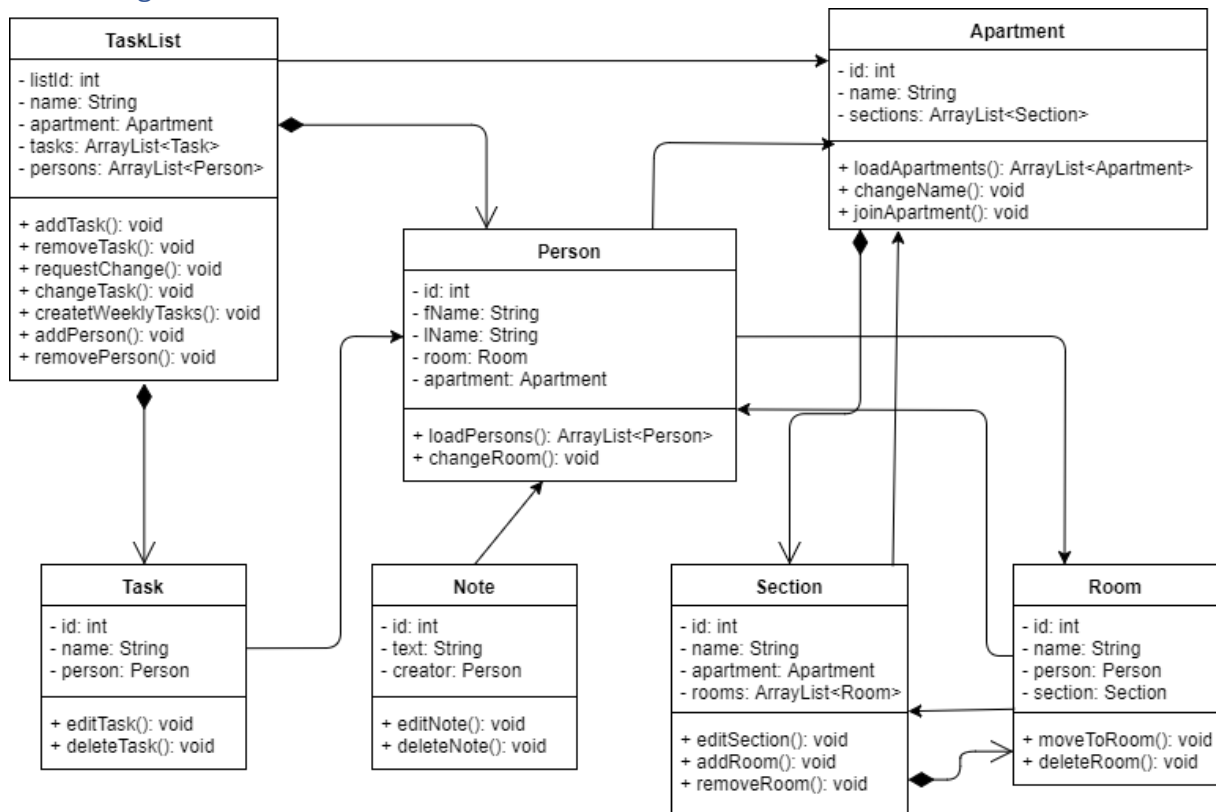 TaskList
- listId: int
- name: String
- apartment: Apartment
- tasks: ArrayList<Task>
- persons: ArrayList<Person>
+ addTask(): void
+ removeTask(): void
+ requestChange(): void
+ changeTask(): void
+ createtWeeklyTasks(): void
+ addPerson(): void
+ removePerson(): void
Apartment
- id: int
- name: String
- sections: ArrayList<Section>
+ loadApartments(): ArrayList<Apartment>
+ changeName(): void
+ joinApartment(): void
Person
- id: int
- fName: String
- lName: String
- room: Room
- apartment: Apartment
+ loadPersons(): ArrayList<Person>
+ changeRoom(): void
Task
- id: int
- name: String
- person: Person
+ editTask(): void
+ deleteTask(): void
Note
- id: int
- text: String
- creator: Person
+ editNote(): void
+ deleteNote(): void
Section
- id: int
- name: String
- apartment: Apartment
- rooms: ArrayList<Room>
+ editSection(): void
+ addRoom(): void
+ removeRoom(): void
Room
- id: int
- name: String
- person: Person
- section: Section
+ moveToRoom(): void
+ deleteRoom(): void